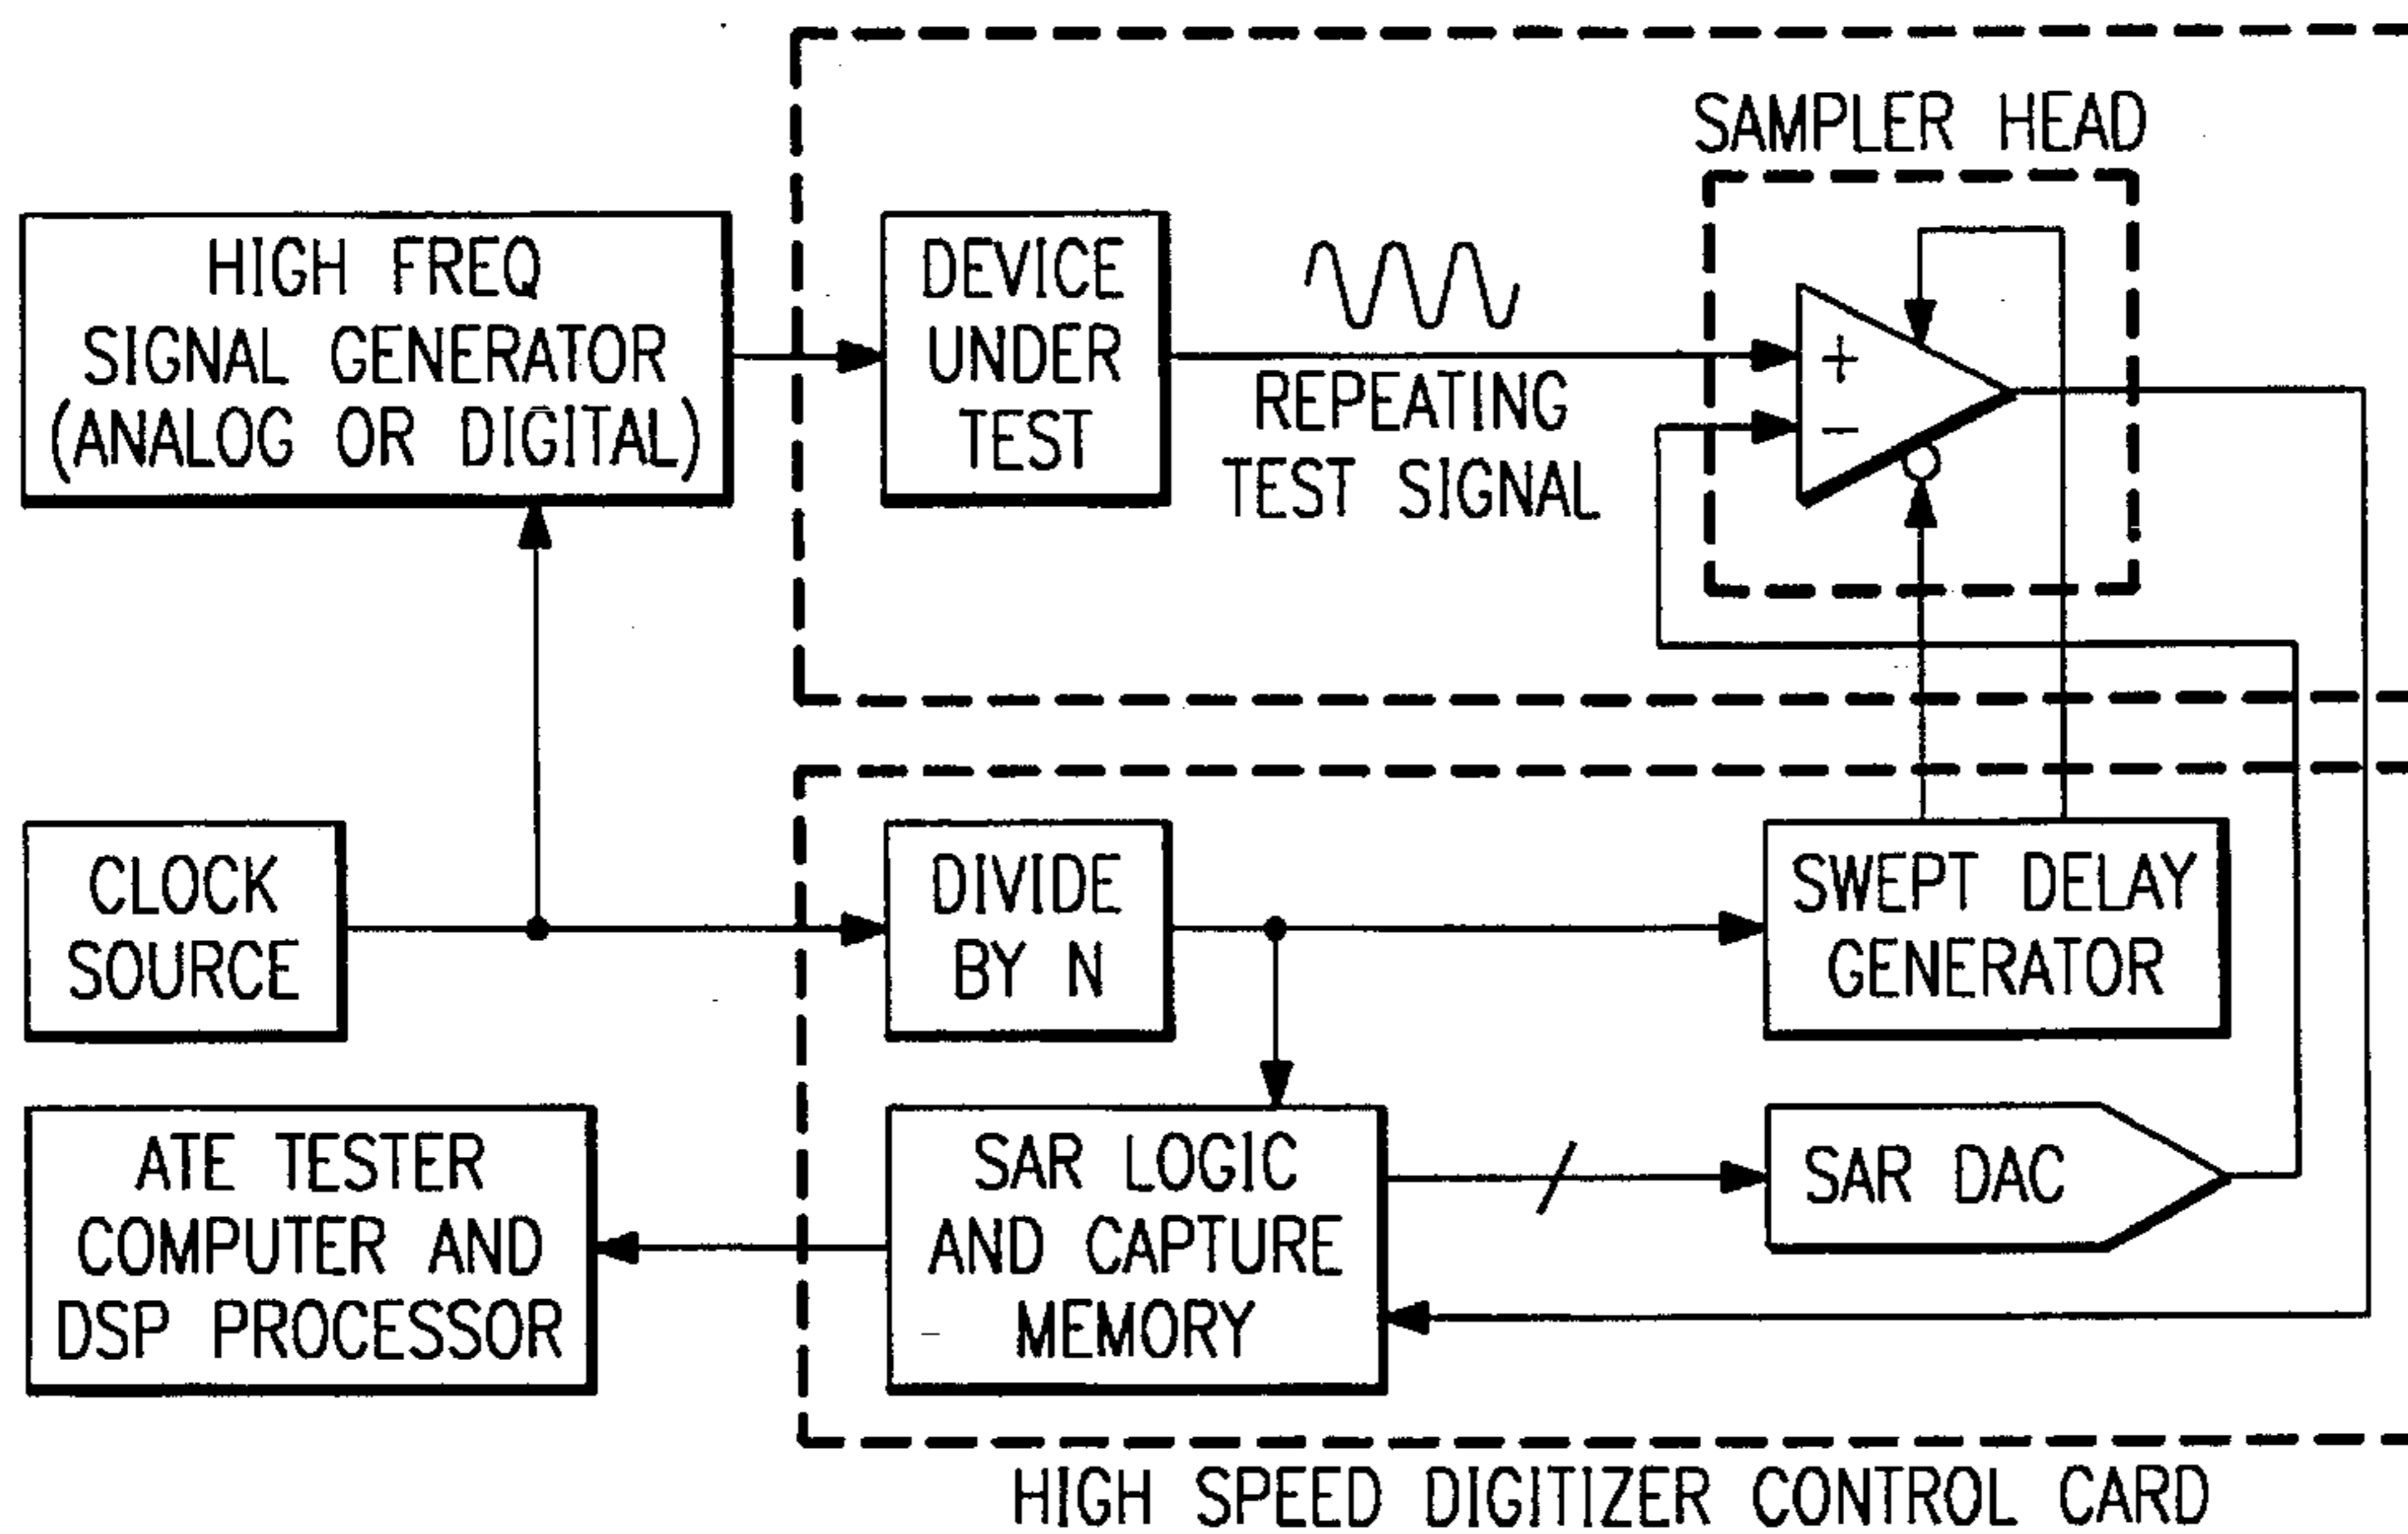 SAMPLER HEAD
HIGH FREQ
SIGNAL GENERATOR
(ANALOG OR DIGITAL)
DEVICE
UNDER
TEST
REPEATING
TEST SIGNAL
+
−
CLOCK
SOURCE
DIVIDE
BY N
SWEPT DELAY
GENERATOR
ATE TESTER
COMPUTER AND
DSP PROCESSOR
SAR LOGIC
AND CAPTURE
MEMORY
SAR DAC
HIGH SPEED DIGITIZER CONTROL CARD